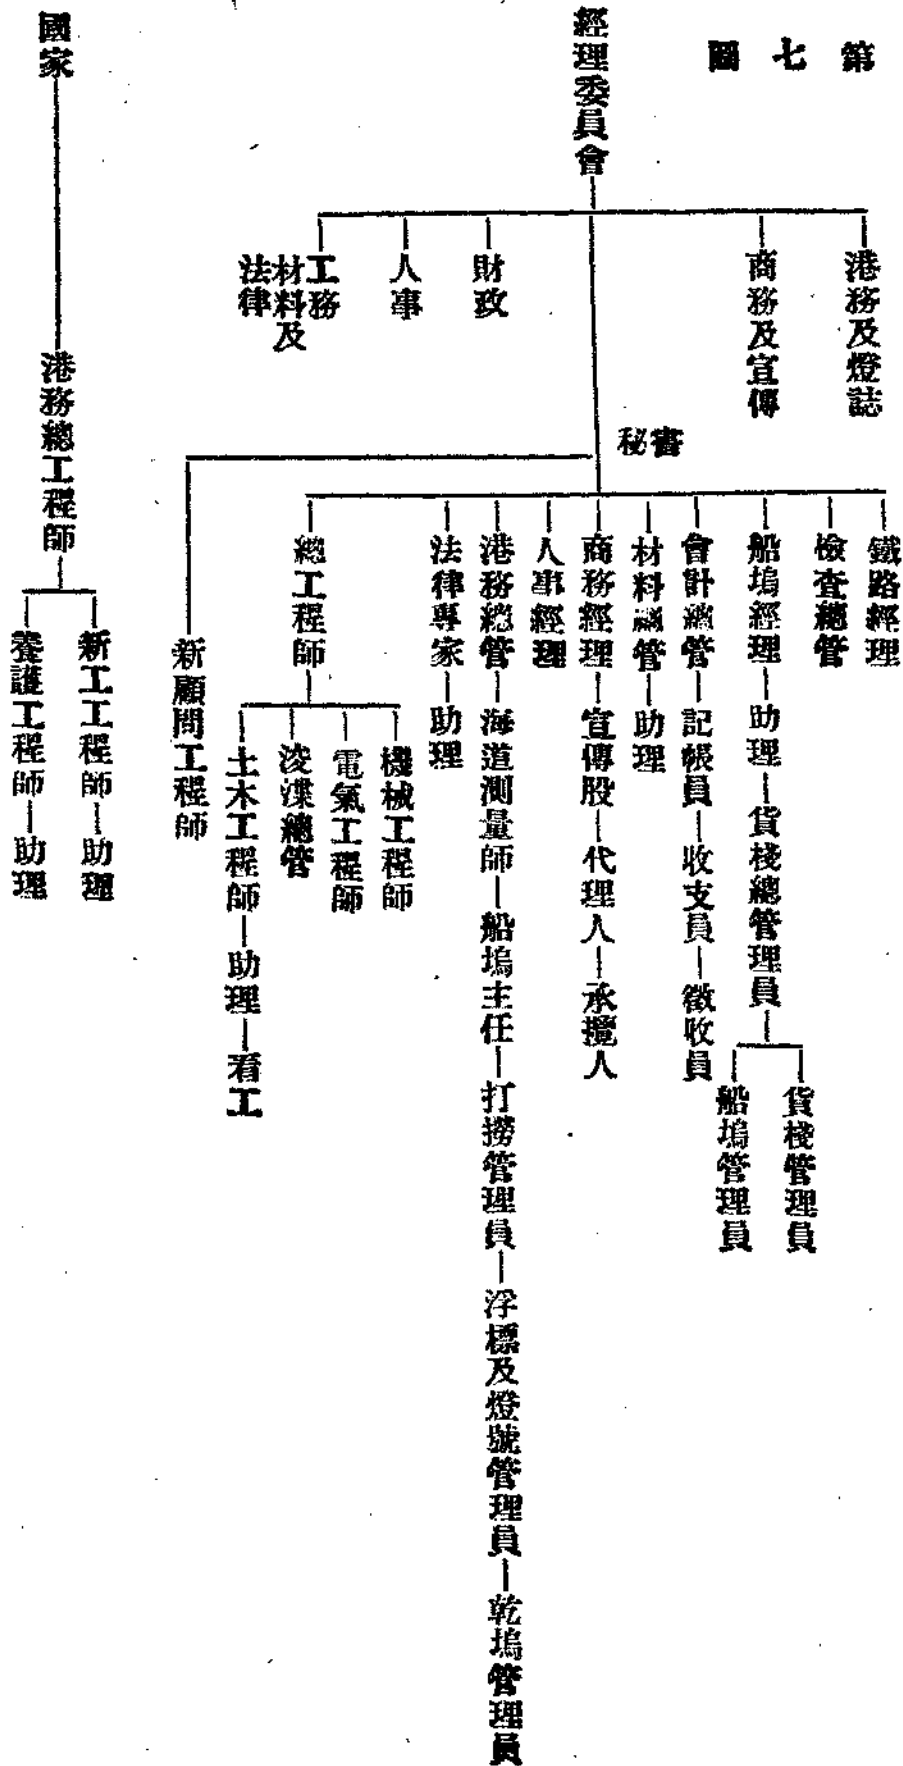 第七圖
經理委員會
港務及燈誌
商務及宣傳
財政
人事
工務
材料及
法律
秘書
鐵路經理
檢查總管
船塢經理
助理
貨棧總管理員
貨棧管理員
船塢管理員
會計總管
記帳員
收支員
徵收員
材料總管
助理
商務經理
宣傳股
代理人
承攬人
人事經理
港務總管
海道測量師
船塢主任
打撈管理員
浮標及燈號管理員
乾塢管理員
法律專家
助理
總工程師
機械工程師
電氣工程師
浚渫總管
土木工程師
助理
看工
新顧問工程師
國家
港務總工程師
新工工程師
助理
養護工程師
助理